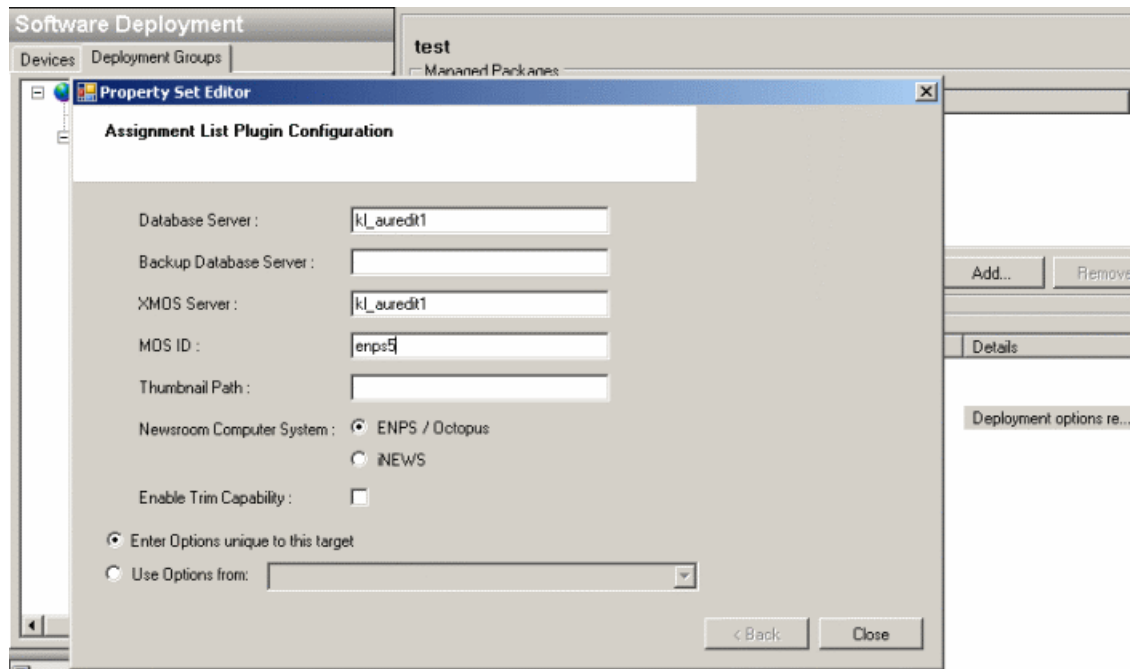 Software Deployment
Devices
Deployment Groups
test
Managed Packages
Property Set Editor
Assignment List Plugin Configuration
Database Server :
kl_auredit1
Backup Database Server :
XMOS Server :
kl_auredit1
MOS ID :
enps5
Thumbnail Path :
Newsroom Computer System :
ENPS / Octopus
iNEWS
Enable Trim Capability :
Enter Options unique to this target
Use Options from:
< Back
Close
Add...
Remove
Details
Deployment options re...